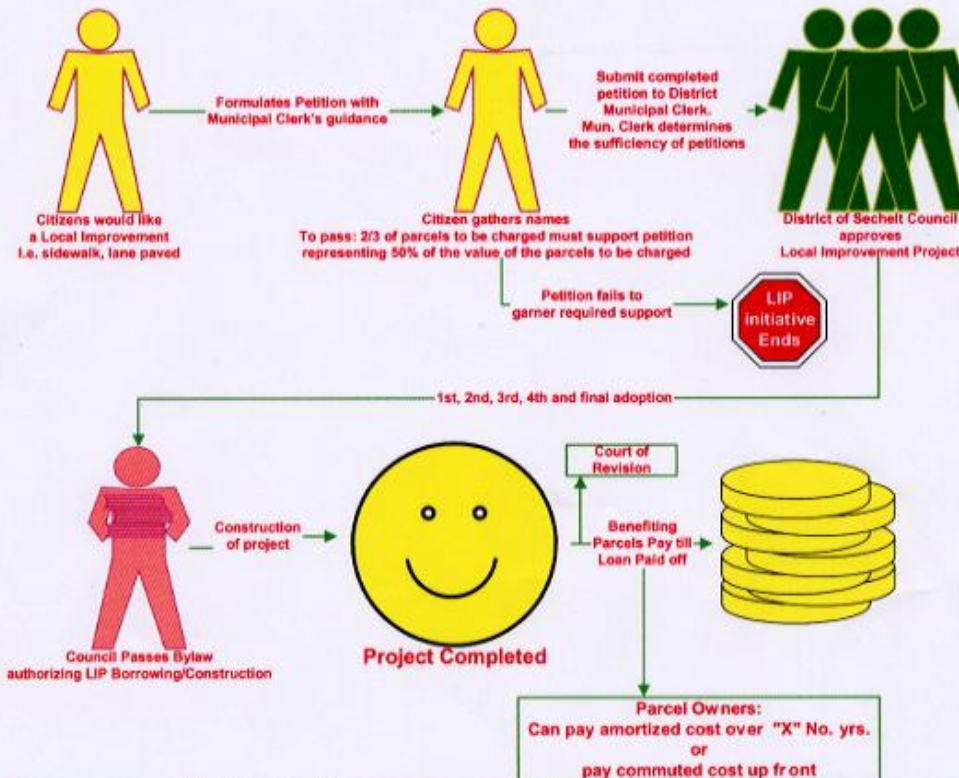 Formulates Petition with
Municipal Clerk's guidance
Submit completed
petition to District
Municipal Clerk.
Mun. Clerk determines
the sufficiency of petitions
Citizens would like
a Local Improvement
I.e. sidewalk, lane paved
Citizen gathers names
To pass: 2/3 of parcels to be charged must support petition
representing 50% of the value of the parcels to be charged
District of Sechelt Council
approves
Local Improvement Project
Petition fails to
garner required support
LIP
initiative
Ends
1st, 2nd, 3rd, 4th and final adoption
Council Passes Bylaw
authorizing LIP Borrowing/Construction
Construction
of project
Project Completed
Court of
Revision
Benefiting
Parcels Pay till
Loan Paid off
Parcel Owners:
Can pay amortized cost over "X" No. yrs.
or
pay commuted cost up front